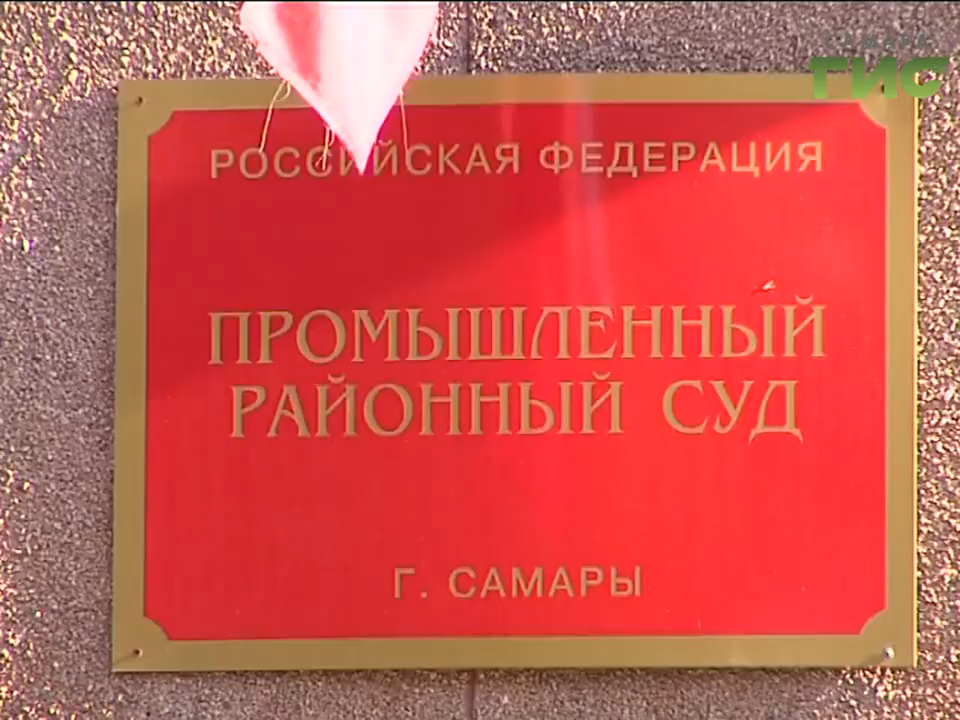 ГИС
РОССИЙСКАЯ ФЕДЕРАЦИЯ
ПРОМЫШЛЕННЫЙ
РАЙОННЫЙ СУД
Г. САМАРЫ